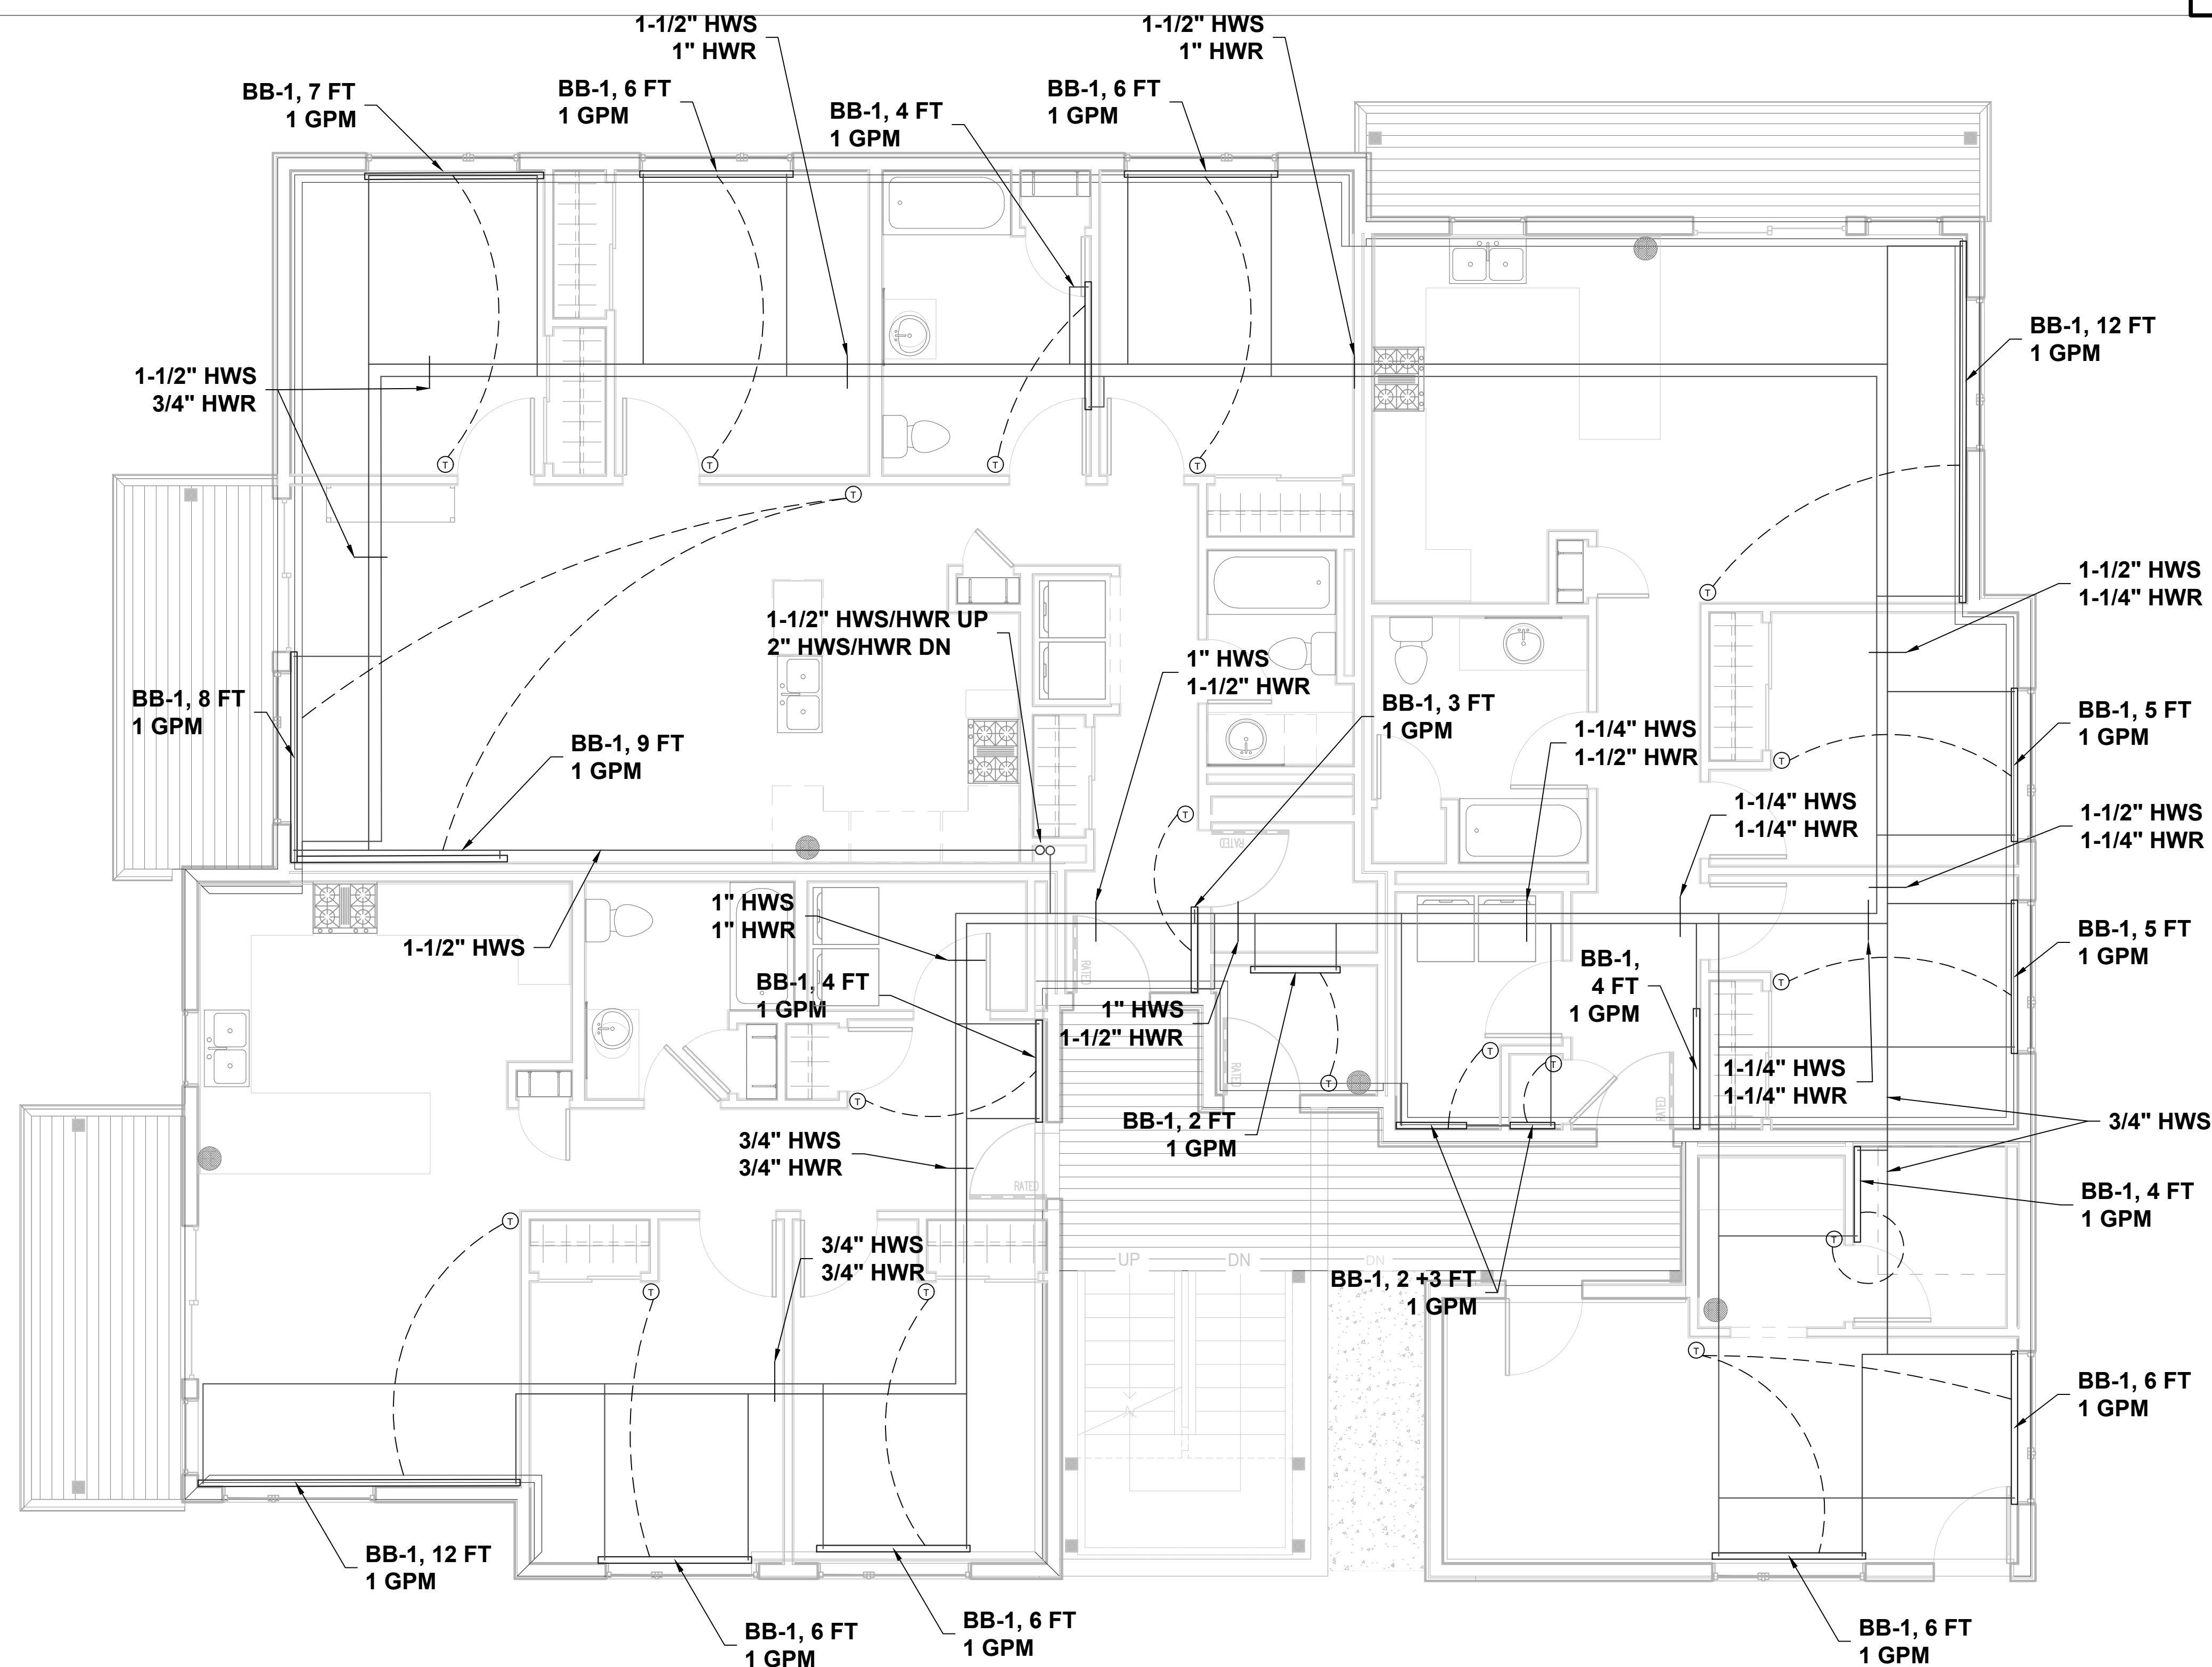 1-1/2" HWS
1" HWR
1-1/2" HWS
1" HWR
BB-1, 7 FT
1 GPM
BB-1, 6 FT
1 GPM
BB-1, 4 FT
1 GPM
BB-1, 6 FT
1 GPM
BB-1, 12 FT
1 GPM
1-1/2" HWS
3/4" HWR
T
T
T
T
T
1-1/2" HWS
1-1/4" HWR
T
1-1/2" HWS/HWR UP
2" HWS/HWR DN
1" HWS
1-1/2" HWR
BB-1, 8 FT
1 GPM
BB-1, 3 FT
1 GPM
BB-1, 5 FT
1 GPM
1-1/4" HWS
1-1/2" HWR
BB-1, 9 FT
1 GPM
T
1-1/4" HWS
1-1/4" HWR
1-1/2" HWS
1-1/4" HWR
T
RATED
1" HWS
1" HWR
1-1/2" HWS
BB-1, 5 FT
1 GPM
BB-1,
4 FT
1 GPM
RATED
BB-1, 4 FT
1 GPM
T
1" HWS
1-1/2" HWR
T
T
RATED
1-1/4" HWS
1-1/4" HWR
T
T
RATED
BB-1, 2 FT
1 GPM
3/4" HWS
3/4" HWS
3/4" HWR
RATED
BB-1, 4 FT
1 GPM
T
T
3/4" HWS
3/4" HWR
UP
DN
DN
BB-1, 2 +3 FT
1 GPM
T
T
T
BB-1, 6 FT
1 GPM
BB-1, 12 FT
1 GPM
BB-1, 6 FT
1 GPM
BB-1, 6 FT
1 GPM
BB-1, 6 FT
1 GPM